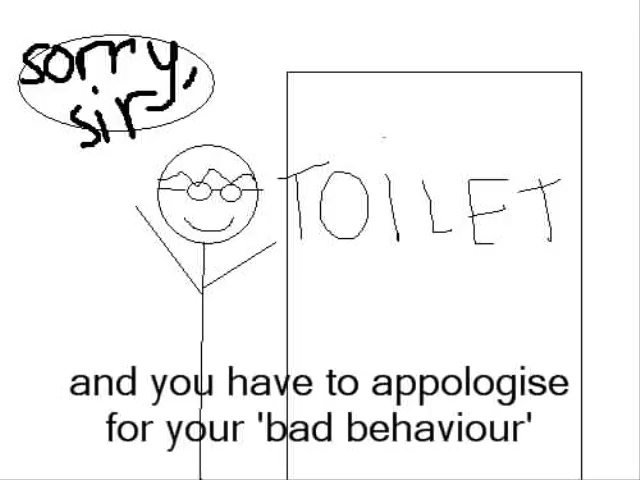 sorry,
sir
TOILET
and you have to appologise
for your 'bad behaviour'